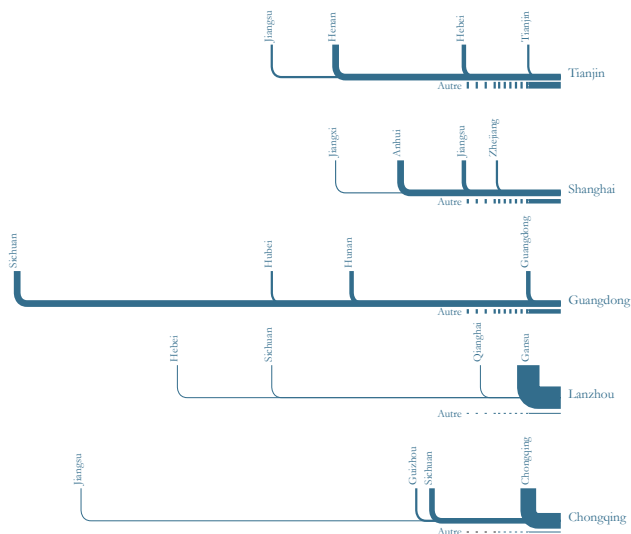 Jiangsu
Henan
Hebei
Tianjin
Tianjin
Autre
Jiangxi
Anhui
Jiangsu
Zhejiang
Shanghai
Autre
Sichuan
Hubei
Hunan
Guangdong
Guangdong
Autre
Hebei
Sichuan
Qianghai
Gansu
Lanzhou
Autre
Jiangsu
Guizhou
Sichuan
Chongqing
Chongqing
Autre